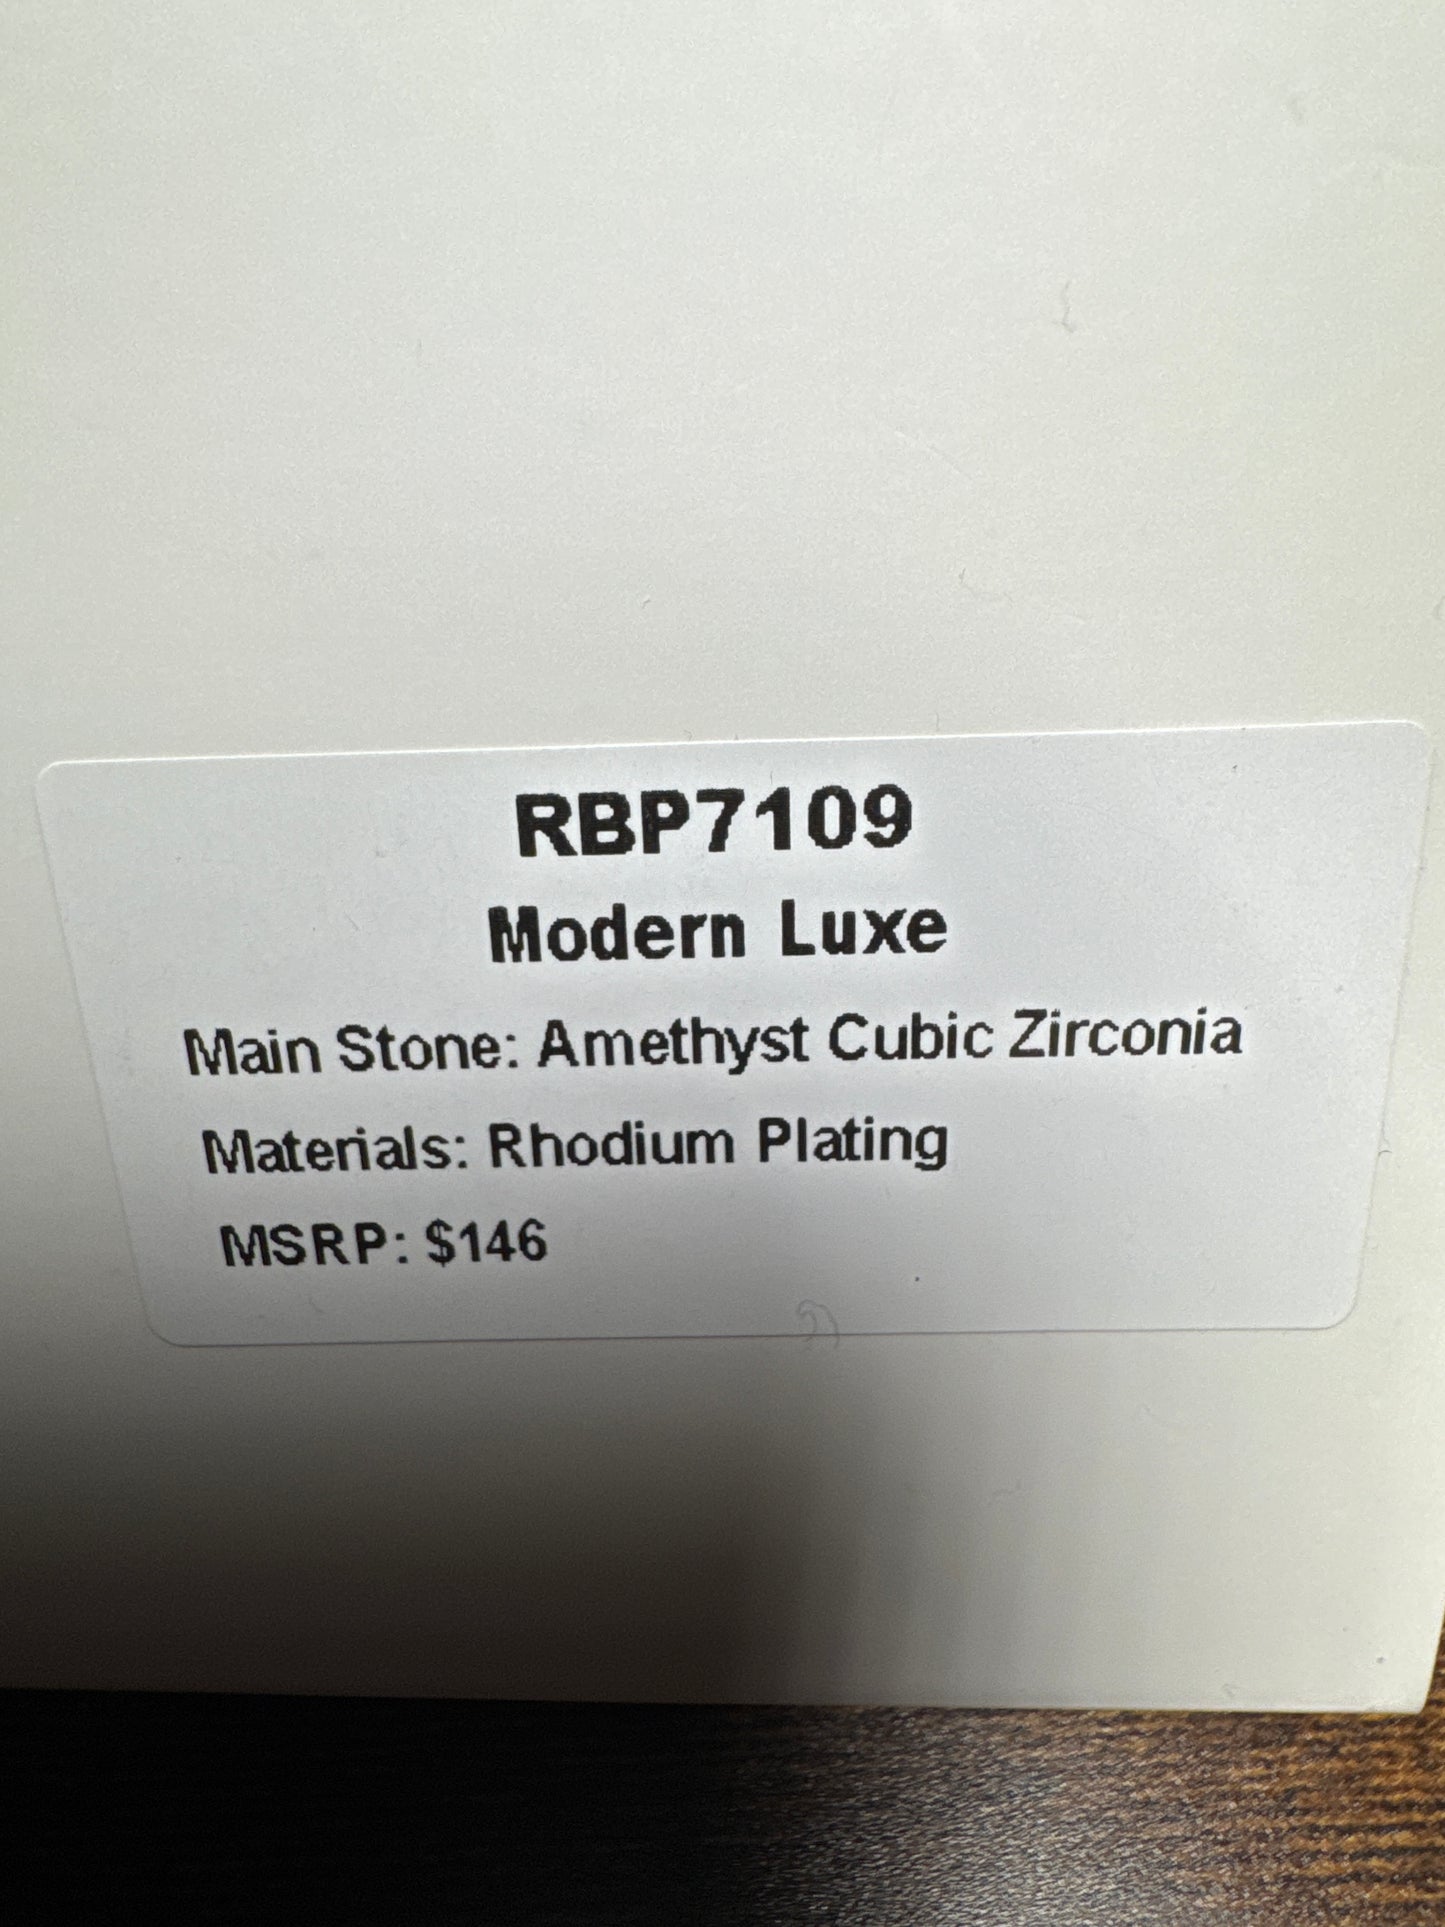 RBP7109
Modern Luxe
Main Stone: Amethyst Cubic Zirconia
Materials: Rhodium Plating
MSRP: $146